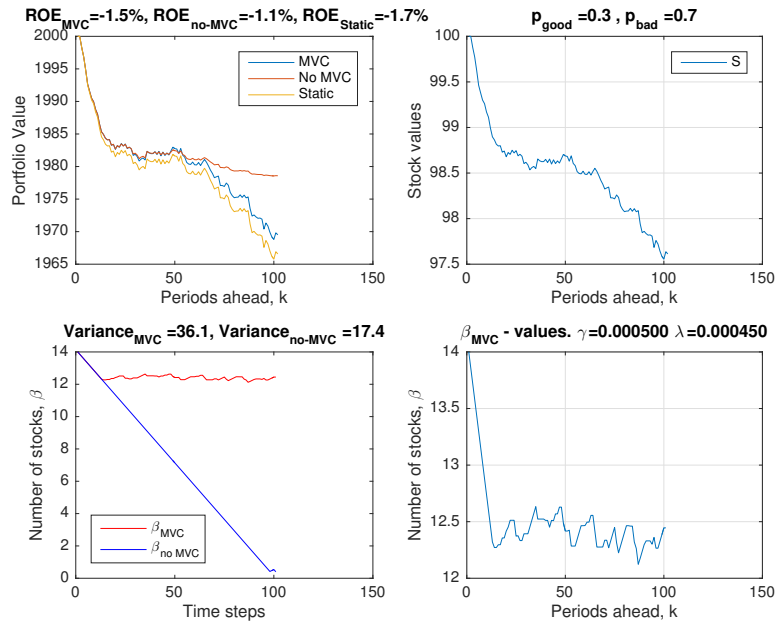 ROE_MVC=-1.5%, ROE_no-MVC=-1.1%, ROE_Static=-1.7%
2000
1995
1990
1985
1980
1975
1970
1965
Portfolio Value
MVC
No MVC
Static
0 50 100 150
Periods ahead, k
p_good =0.3 , p_bad =0.7
100
99.5
99
98.5
98
97.5
Stock values
S
0 50 100 150
Periods ahead, k
Variance_MVC =36.1, Variance_no-MVC =17.4
14
12
10
8
6
4
2
0
Number of stocks, β
β_MVC
β_no MVC
0 50 100 150
Time steps
β_MVC - values. γ=0.000500 λ=0.000450
14
13.5
13
12.5
12
Number of stocks, β
0 50 100 150
Periods ahead, k